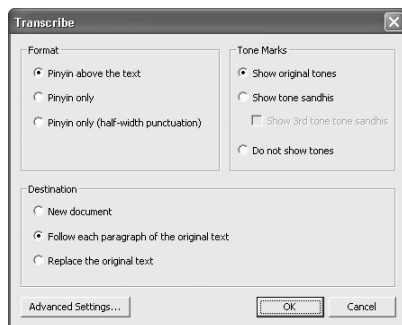 Transcribe
Format
Pinyin above the text
Pinyin only
Pinyin only (half-width punctuation)
Tone Marks
Show original tones
Show tone sandhis
Show 3rd tone tone sandhis
Do not show tones
Destination
New document
Follow each paragraph of the original text
Replace the original text
Advanced Settings...
OK
Cancel